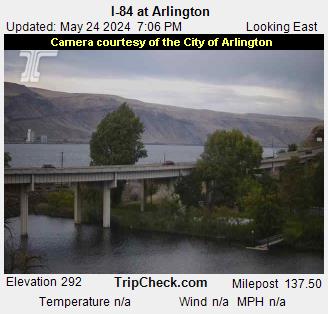 I-84 at Arlington
Updated: May 24 2024 7:06 PM Looking East
Camera courtesy of the City of Arlington
Elevation 292 TripCheck.com Milepost 137.50
Temperature n/a Wind n/a MPH n/a